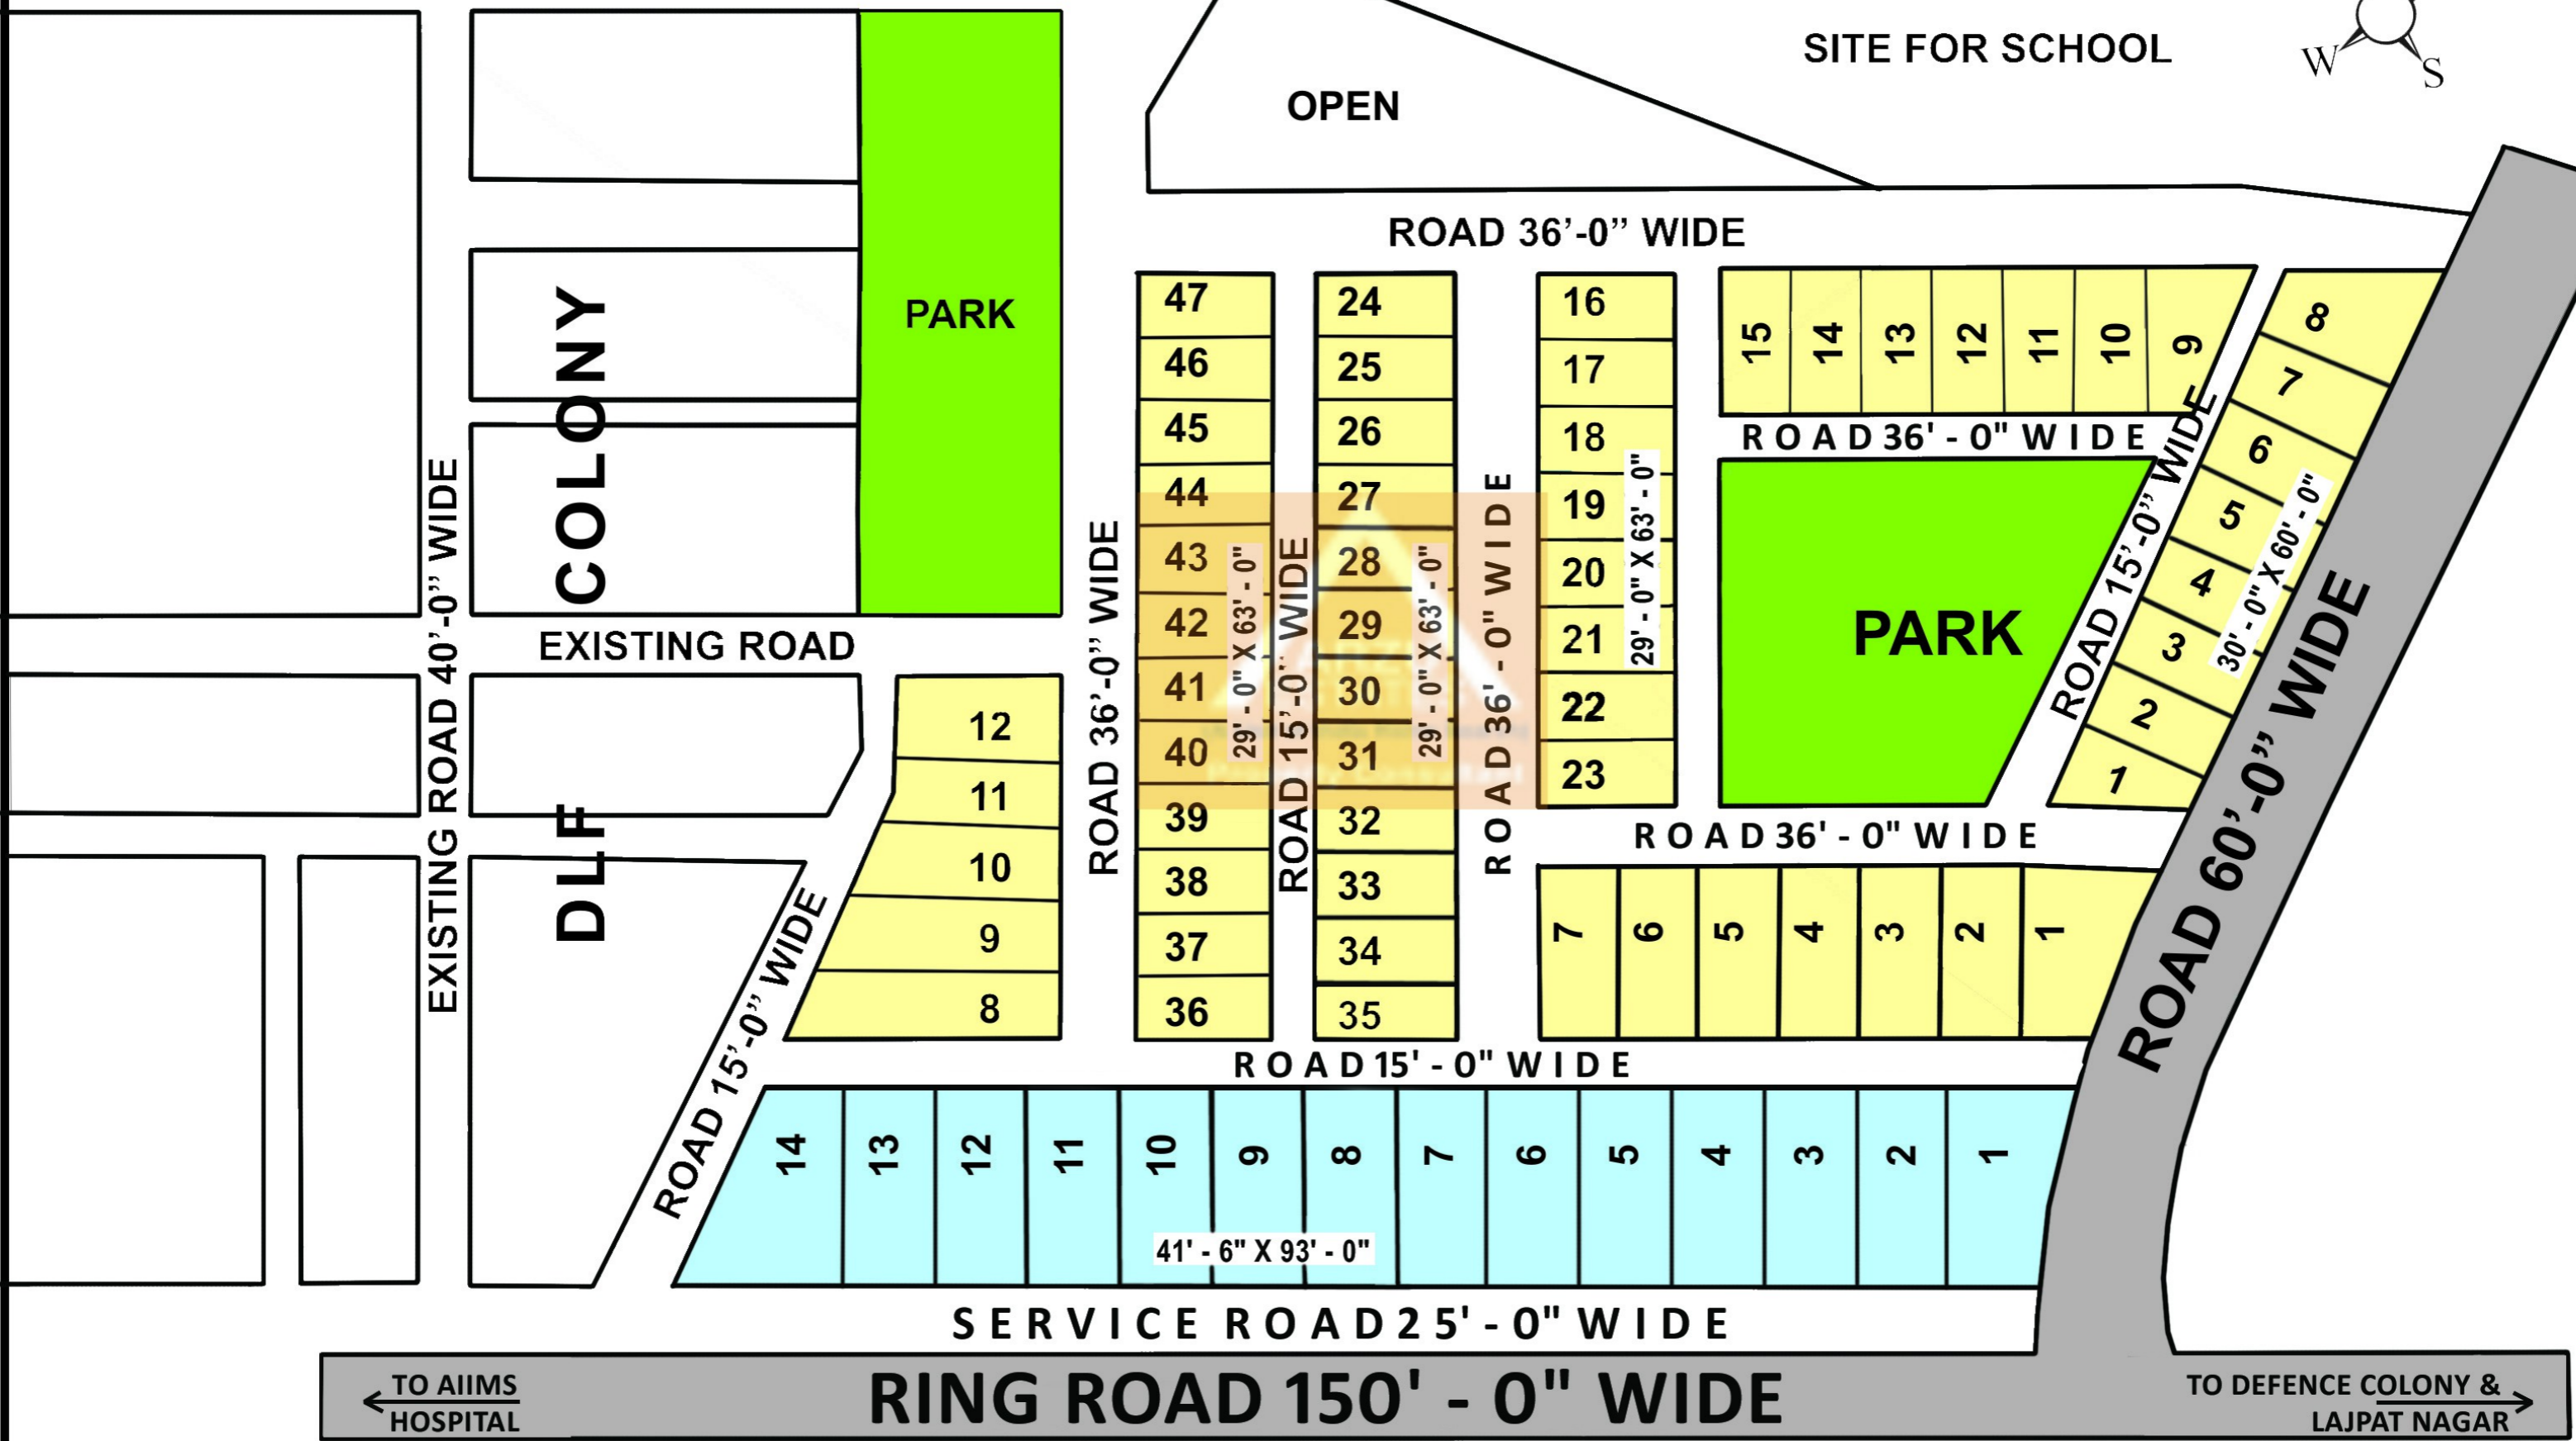 SITE FOR SCHOOL
W
S
OPEN
ROAD 36'-0” WIDE
PARK
COLONY
DLF
EXISTING ROAD 40'-0” WIDE
EXISTING ROAD
ROAD 36'-0” WIDE
47
46
45
44
43
42
41
40
39
38
37
36
29' - 0" X 63' - 0"
ROAD 15'-0” WIDE
24
25
26
27
28
29
30
31
32
33
34
35
29' - 0" X 63' - 0"
ROAD 36' - 0" WIDE
16
17
18
19
20
21
22
23
29' - 0" X 63' - 0"
15
14
13
12
11
10
9
ROAD 36' - 0" WIDE
PARK
ROAD 15'-0” WIDE
8
7
6
5
4
3
2
1
30' - 0" X 60' - 0"
ROAD 60'-0” WIDE
ROAD 36' - 0" WIDE
12
11
10
9
8
7
6
5
4
3
2
1
ROAD 15'-0” WIDE
ROAD 15' - 0" WIDE
14
13
12
11
10
9
8
7
6
5
4
3
2
1
41' - 6" X 93' - 0"
SERVICE ROAD 25' - 0" WIDE
TO AIIMS
HOSPITAL
RING ROAD 150' - 0" WIDE
TO DEFENCE COLONY &
LAJPAT NAGAR